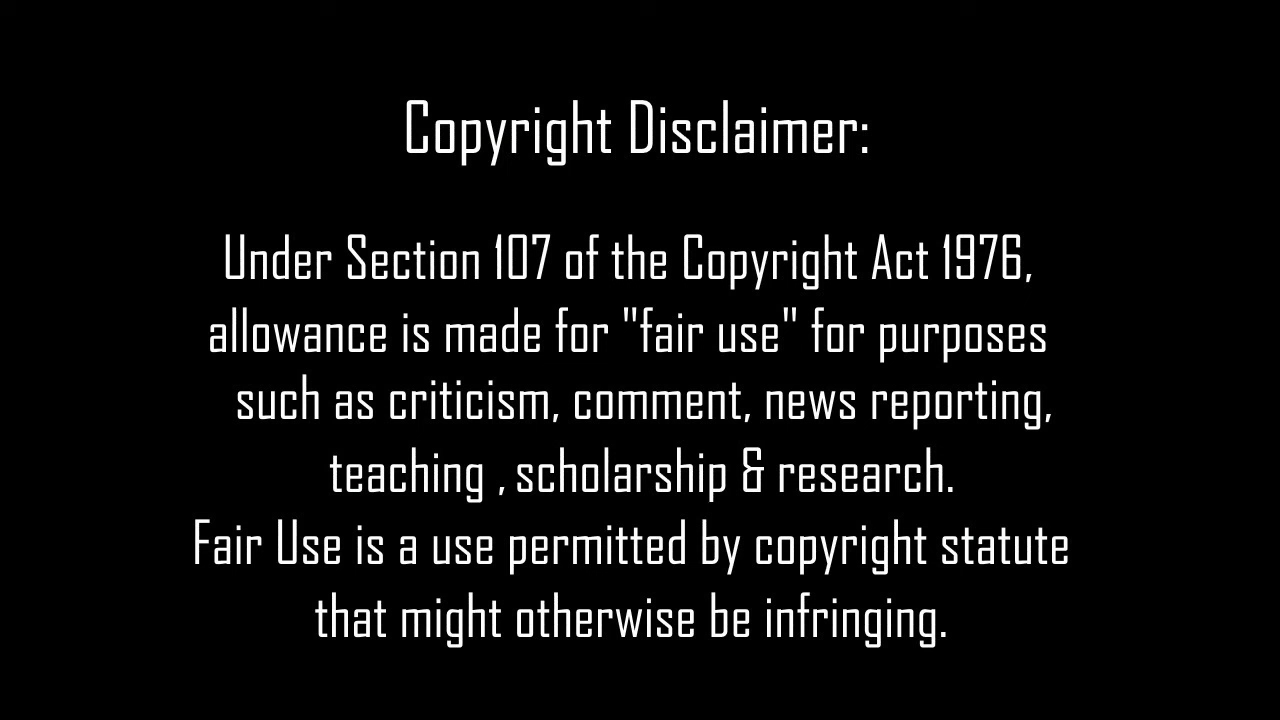 Copyright Disclaimer:
Under Section 107 of the Copyright Act 1976,
allowance is made for "fair use" for purposes
such as criticism, comment, news reporting,
teaching , scholarship & research.
Fair Use is a use permitted by copyright statute
that might otherwise be infringing.